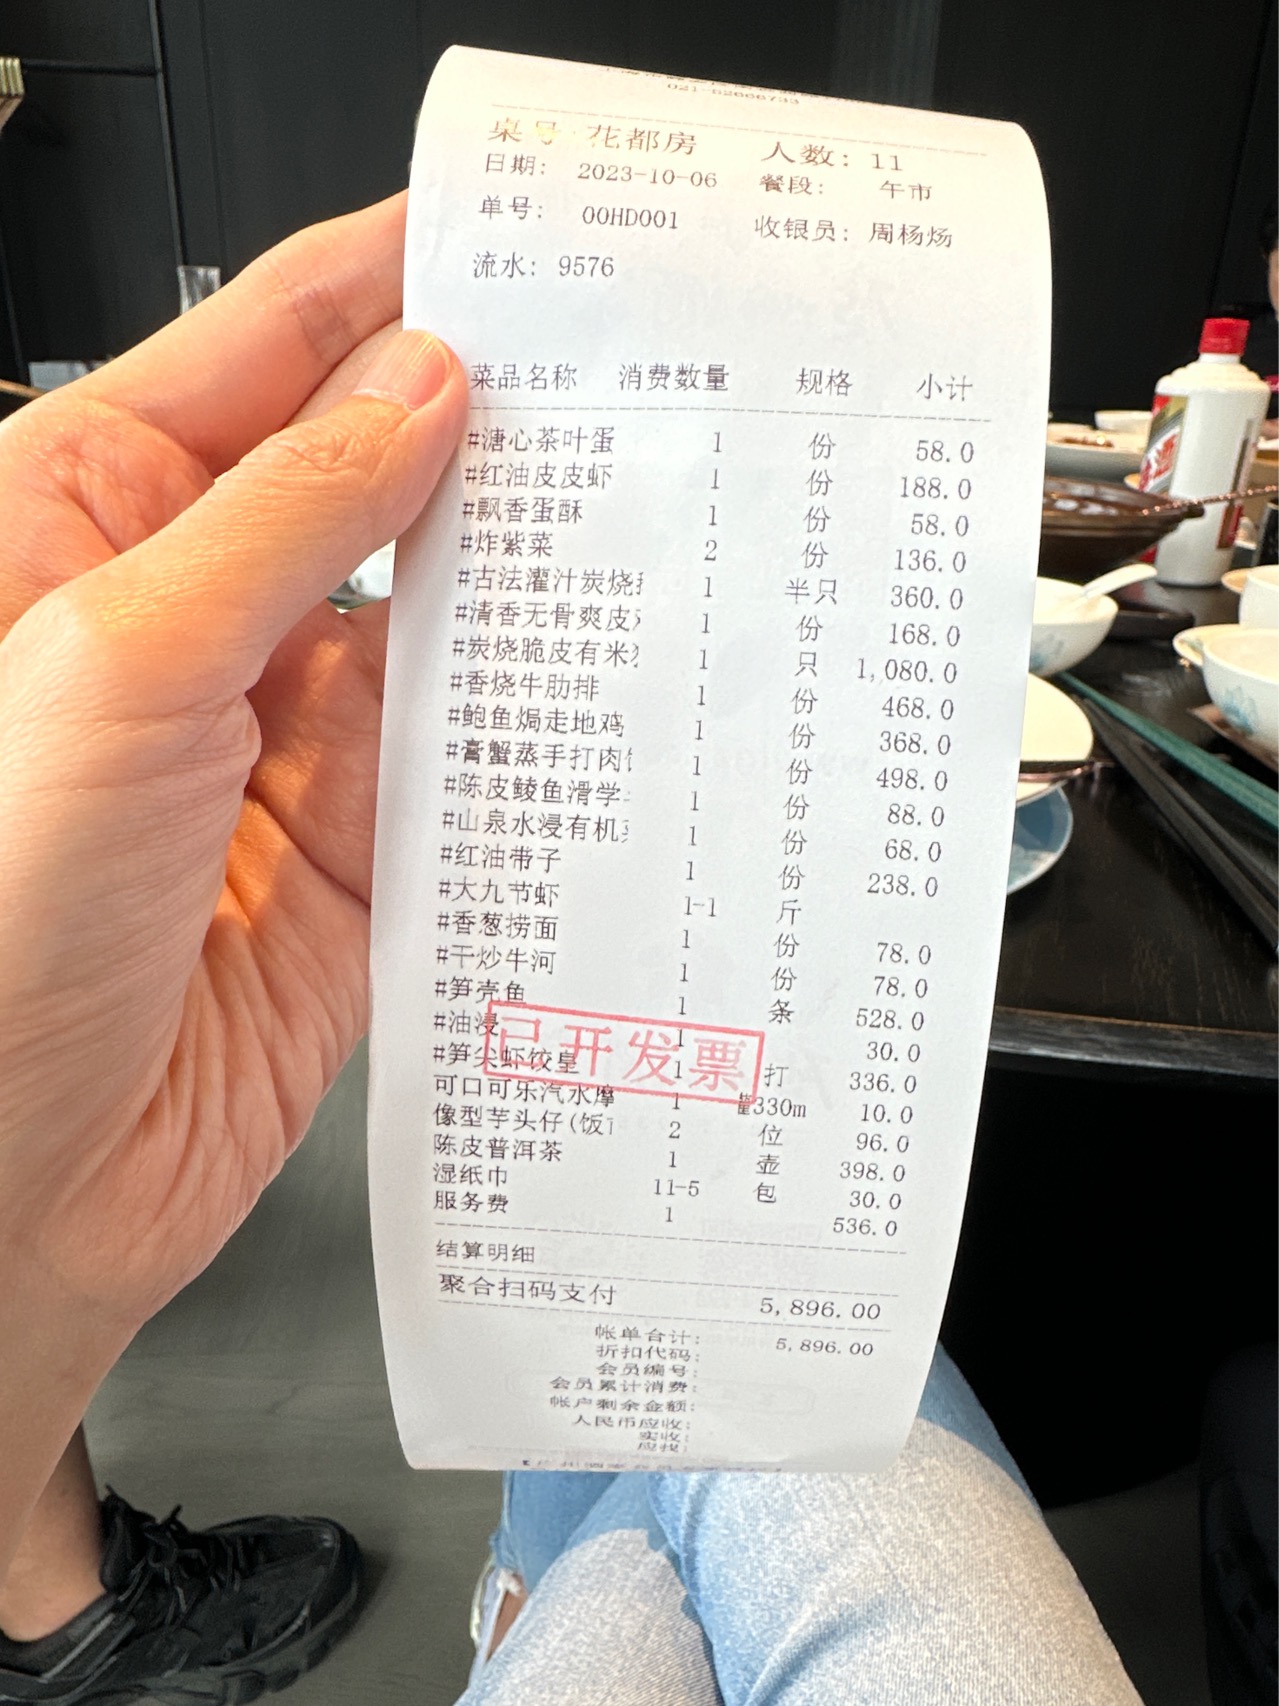 021-62666733
桌号 花都房 人数: 11
日期: 2023-10-06 餐段: 午市
单号: 00HD001 收银员: 周杨炀
流水: 9576
菜品名称 消费数量 规格 小计
#溏心茶叶蛋 1 份 58.0
#红油皮皮虾 1 份 188.0
#飘香蛋酥 1 份 58.0
#炸紫菜 2 份 136.0
#古法灌汁炭烧 1 半只 360.0
#清香无骨爽皮 1 份 168.0
#炭烧脆皮有米 1 只 1,080.0
#香烧牛肋排 1 份 468.0
#鲍鱼焗走地鸡 1 份 368.0
#膏蟹蒸手打肉 1 份 498.0
#陈皮鲮鱼滑学 1 份 88.0
#山泉水浸有机 1 份 68.0
#红油带子 1 份 238.0
#大九节虾 1-1 斤
#香葱捞面 1 份 78.0
#干炒牛河 1 份 78.0
#笋壳鱼 1 条 528.0
#油浸 1 30.0
#笋尖虾饺皇 1 打 336.0
可口可乐汽水摩 1 330m 10.0
像型芋头仔(饭 2 位 96.0
陈皮普洱茶 1 壶 398.0
湿纸巾 11-5 包 30.0
服务费 1 536.0
已开发票
结算明细
聚合扫码支付 5,896.00
帐单合计: 5,896.00
折扣代码:
会员编号:
会员累计消费:
帐户剩余金额:
人民币应收:
实收:
应找: